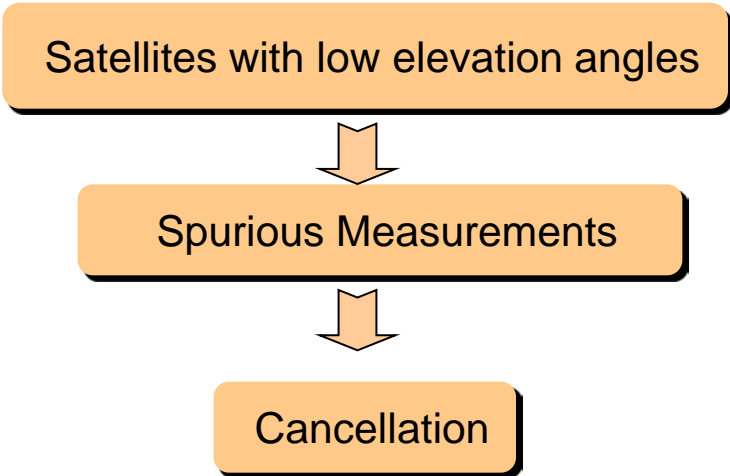 Satellites with low elevation angles
Spurious Measurements
Cancellation